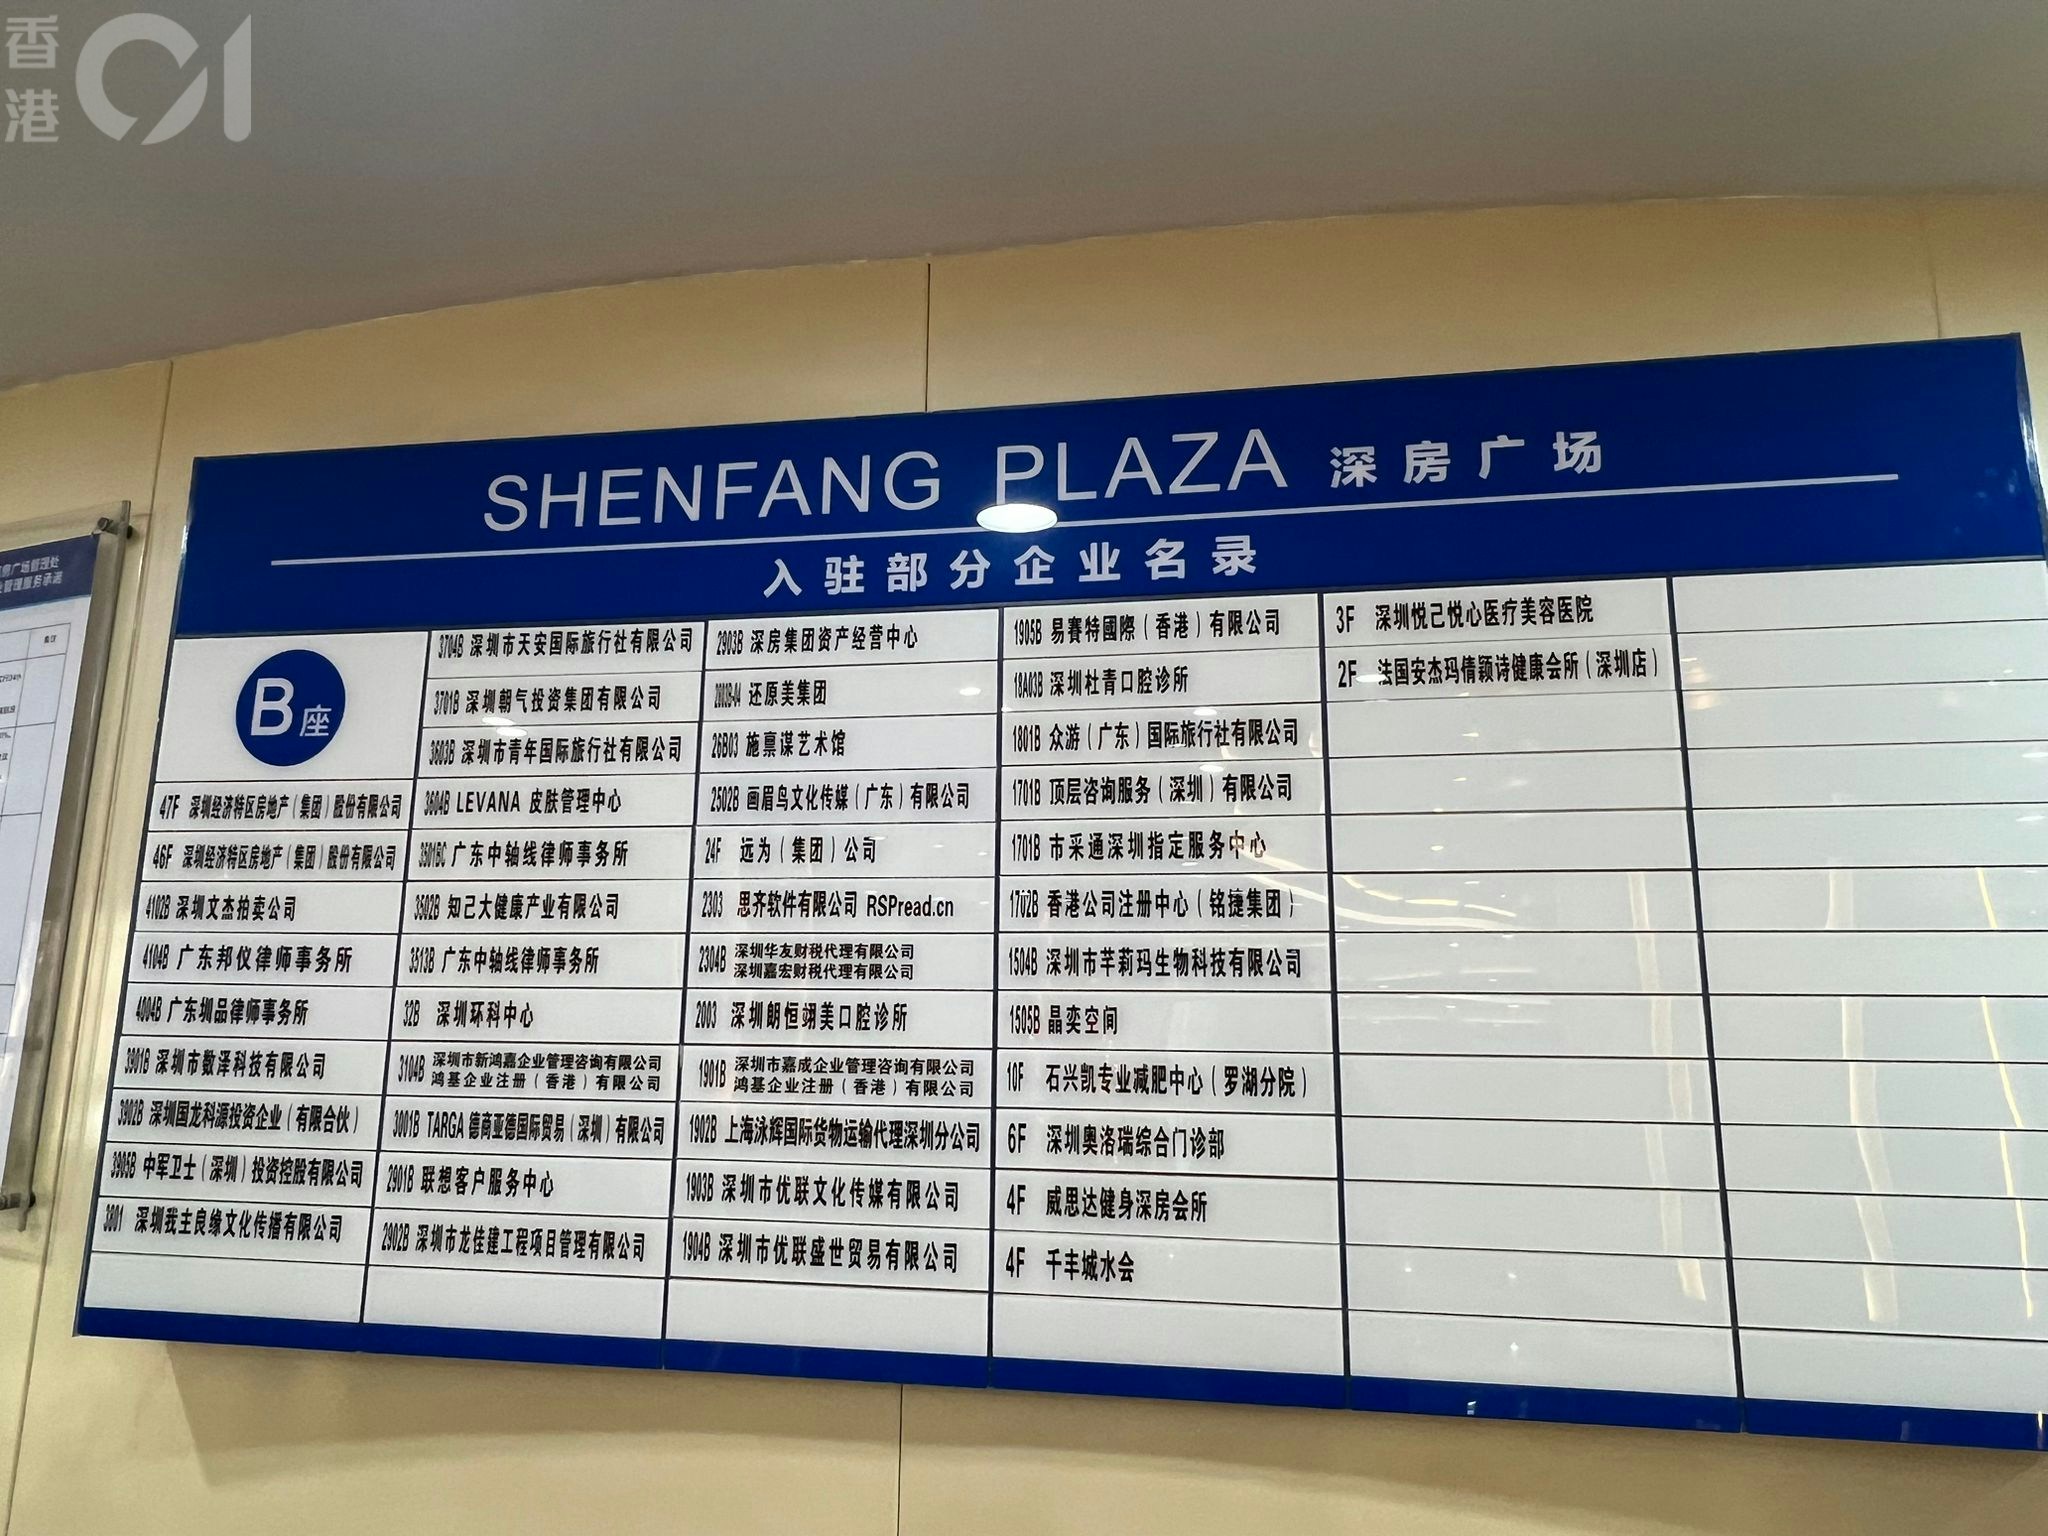 香港01
SHENFANG PLAZA 深房广场
入驻部分企业名录
B座
47F 深圳经济特区房地产（集团）股份有限公司
46F 深圳经济特区房地产（集团）股份有限公司
4102B 深圳文杰拍卖公司
4104B 广东邦仪律师事务所
4004B 广东圳品律师事务所
3901B 深圳市数泽科技有限公司
3902B 深圳国龙科源投资企业（有限合伙）
3905B 中军卫士（深圳）投资控股有限公司
3801 深圳我主良缘文化传播有限公司
3704B 深圳市天安国际旅行社有限公司
3701B 深圳朝气投资集团有限公司
3603B 深圳市青年国际旅行社有限公司
3604B LEVANA 皮肤管理中心
3501BC 广东中轴线律师事务所
3502B 知己大健康产业有限公司
3513B 广东中轴线律师事务所
32B 深圳环科中心
3104B 深圳市新鸿嘉企业管理咨询有限公司
鸿基企业注册（香港）有限公司
3001B TARGA 德商亚德国际贸易（深圳）有限公司
2901B 联想客户服务中心
2902B 深圳市龙佳建工程项目管理有限公司
2903B 深房集团资产经营中心
还原美集团
26B03 施禀谋艺术馆
2502B 画眉鸟文化传媒（广东）有限公司
24F 远为（集团）公司
2303 思齐软件有限公司 RSPread.cn
2304B 深圳华友财税代理有限公司
深圳嘉宏财税代理有限公司
2003 深圳朗恒翊美口腔诊所
1901B 深圳市嘉成企业管理咨询有限公司
鸿基企业注册（香港）有限公司
1902B 上海泳辉国际货物运输代理深圳分公司
1903B 深圳市优联文化传媒有限公司
1904B 深圳市优联盛世贸易有限公司
1905B 易赛特國際（香港）有限公司
18A03B 深圳杜青口腔诊所
1801B 众游（广东）国际旅行社有限公司
1701B 顶层咨询服务（深圳）有限公司
1701B 市采通深圳指定服务中心
1702B 香港公司注册中心（铭捷集团）
1504B 深圳市芊莉玛生物科技有限公司
1505B 晶奕空间
10F 石兴凯专业减肥中心（罗湖分院）
6F 深圳奥洛瑞综合门诊部
4F 威思达健身深房会所
4F 千丰城水会
3F 深圳悦己悦心医疗美容医院
2F 法国安杰玛倩颖诗健康会所（深圳店）